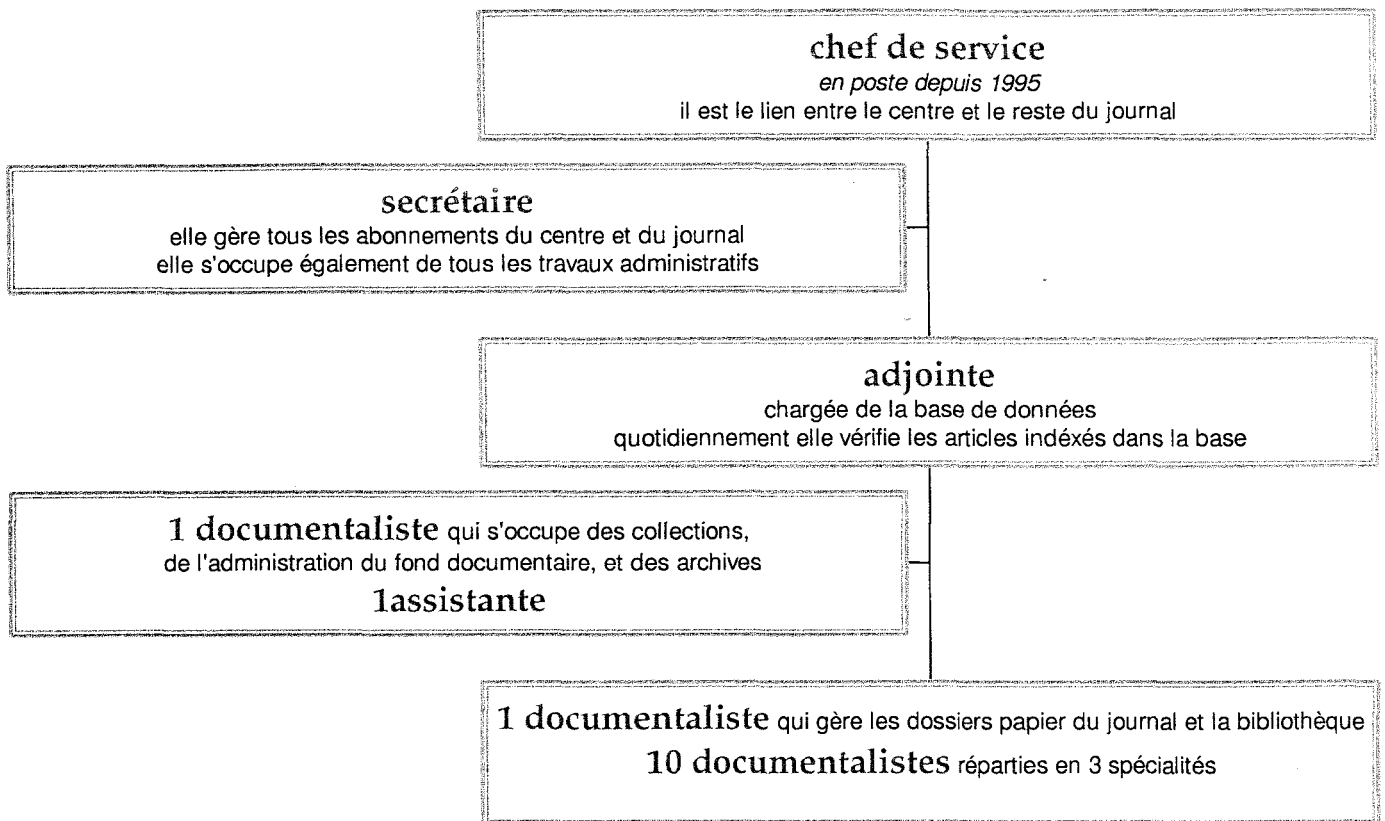 chef de service
en poste depuis 1995
il est le lien entre le centre et le reste du journal
secrétaire
elle gère tous les abonnements du centre et du journal
elle s'occupe également de tous les travaux administratifs
adjointe
chargée de la base de données
quotidiennement elle vérifie les articles indéxés dans la base
1 documentaliste qui s'occupe des collections,
de l'administration du fond documentaire, et des archives
1assistante
1 documentaliste qui gère les dossiers papier du journal et la bibliothèque
10 documentalistes réparties en 3 spécialités